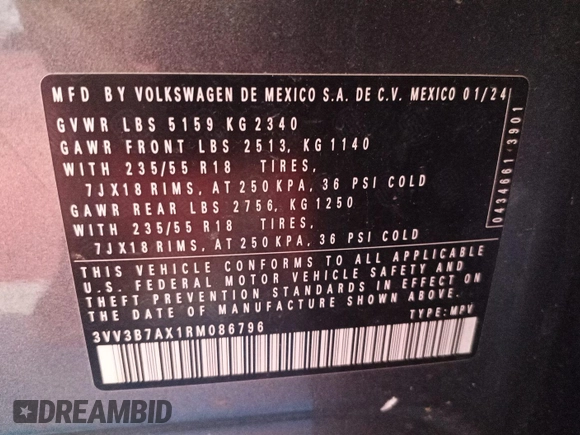 MFD BY VOLKSWAGEN DE MEXICO S.A. DE C.V. MEXICO 01/24
GVWR LBS 5159 KG 2340
GAWR FRONT LBS 2513, KG 1140
WITH 235/55 R18 TIRES,
7JX18 RIMS, AT 250 KPA, 36 PSI COLD
GAWR REAR LBS 2756, KG 1250
WITH 235/55 R18 TIRES,
7JX18 RIMS, AT 250 KPA, 36 PSI COLD
THIS VEHICLE CONFORMS TO ALL APPLICABLE
U.S. FEDERAL MOTOR VEHICLE SAFETY AND
THEFT PREVENTION STANDARDS IN EFFECT ON
THE DATE OF MANUFACTURE SHOWN ABOVE.
3VV3B7AX1RM086796 TYPE: MPV
0434661 3901
DREAMBID